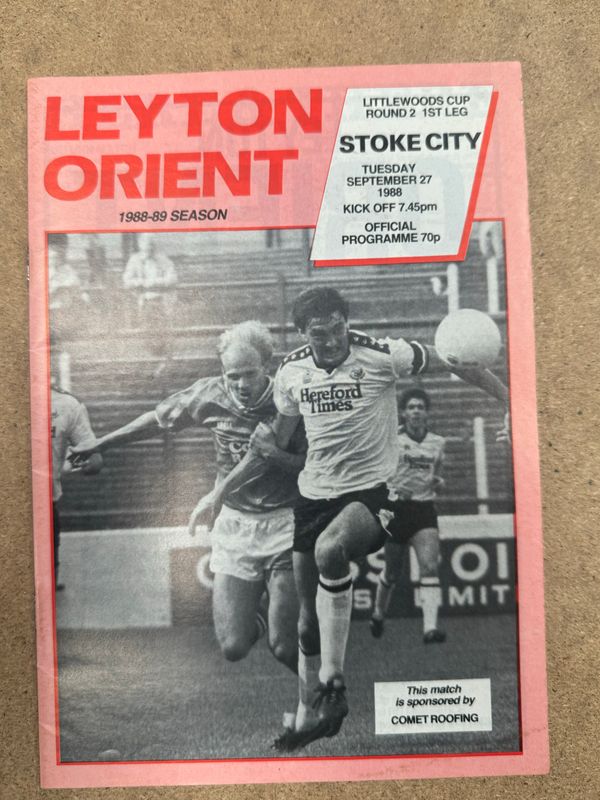 LEYTON
ORIENT
1988-89 SEASON
LITTLEWOODS CUP
ROUND 2 1ST LEG
STOKE CITY
TUESDAY
SEPTEMBER 27
1988
KICK OFF 7.45pm
OFFICIAL
PROGRAMME 70p
Hereford
Times
This match
is sponsored by
COMET ROOFING